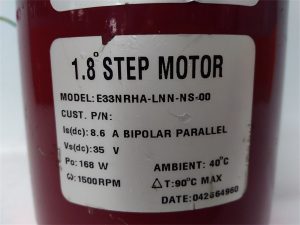 1.8° STEP MOTOR
MODEL: E33NRHA-LNN-NS-00
CUST. P/N:
Is(dc): 8.6 A BIPOLAR PARALLEL
Vs(dc): 35 V
Po: 168 W AMBIENT: 40°C
ω: 1500RPM △T: 90°C MAX
DATE: 042664960